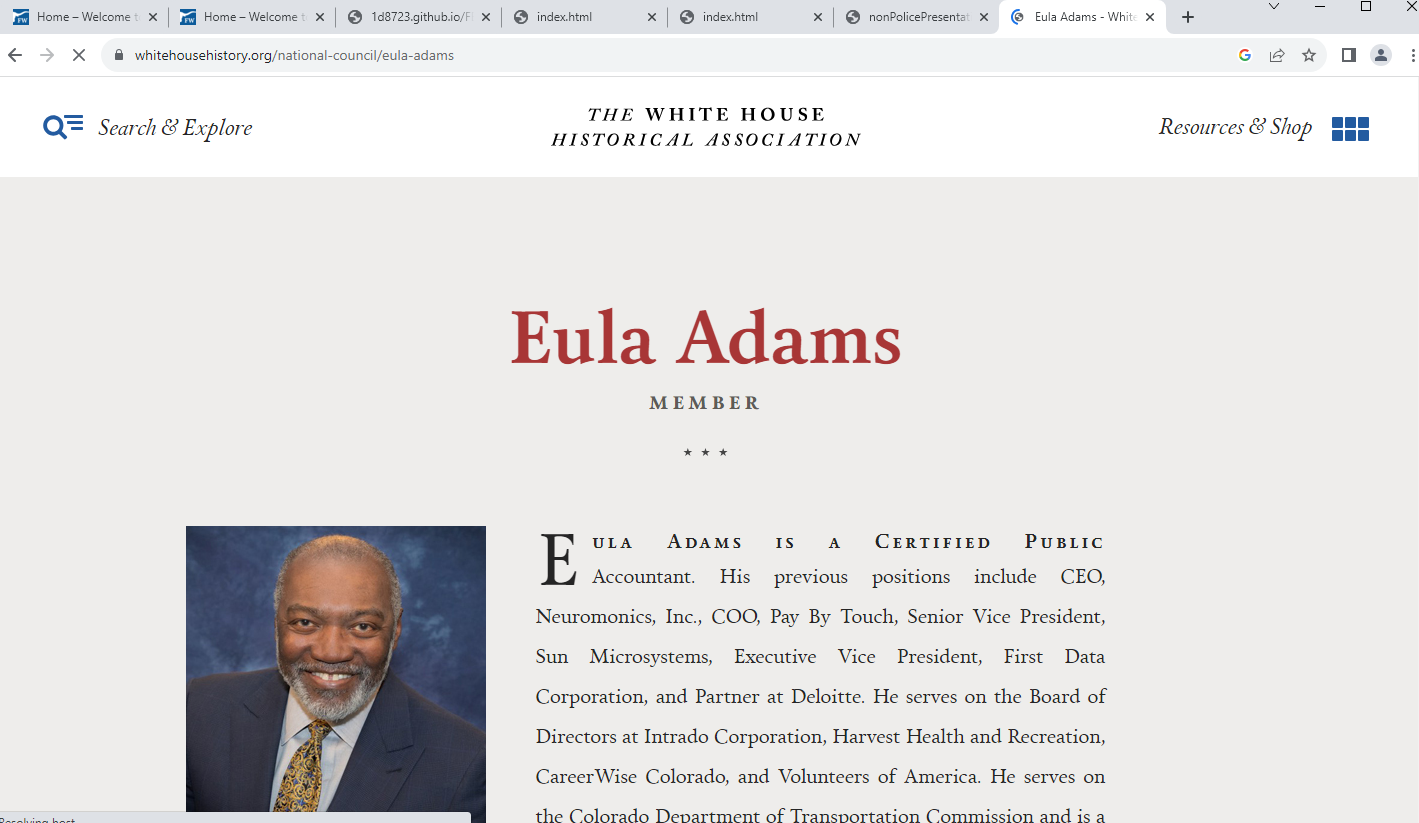 Home – Welcome t
Home – Welcome t
1d8723.github.io/Fl
index.html
index.html
nonPolicePresentat
Eula Adams - White
whitehousehistory.org/national-council/eula-adams
Search & Explore
THE WHITE HOUSE
HISTORICAL ASSOCIATION
Resources & Shop
Eula Adams
MEMBER
Eula Adams is a Certified Public
Accountant. His previous positions include CEO,
Neuromonics, Inc., COO, Pay By Touch, Senior Vice President,
Sun Microsystems, Executive Vice President, First Data
Corporation, and Partner at Deloitte. He serves on the Board of
Directors at Intrado Corporation, Harvest Health and Recreation,
CareerWise Colorado, and Volunteers of America. He serves on
the Colorado Department of Transportation Commission and is a
Resolving host